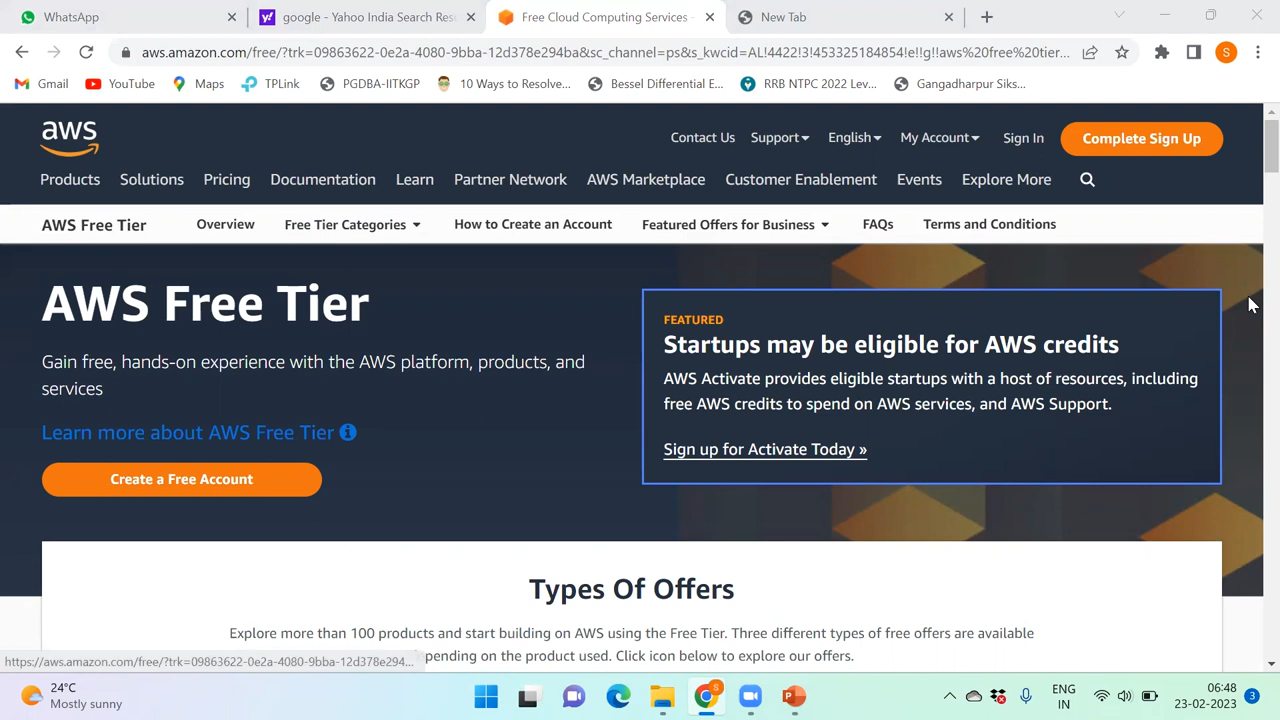 WhatsApp
google - Yahoo India Search Res
Free Cloud Computing Services -
New Tab
aws.amazon.com/free/?trk=09863622-0e2a-4080-9bba-12d378e294ba&sc_channel=ps&s_kwcid=AL!4422!3!453325184854!e!!g!!aws%20free%20tier...
S
Gmail
YouTube
Maps
TPLink
PGDBA-IITKGP
10 Ways to Resolve...
Bessel Differential E...
RRB NTPC 2022 Lev...
Gangadharpur Siks...
aws
Contact Us
Support
English
My Account
Sign In
Complete Sign Up
Products
Solutions
Pricing
Documentation
Learn
Partner Network
AWS Marketplace
Customer Enablement
Events
Explore More
AWS Free Tier
Overview
Free Tier Categories
How to Create an Account
Featured Offers for Business
FAQs
Terms and Conditions
AWS Free Tier
Gain free, hands-on experience with the AWS platform, products, and
services
Learn more about AWS Free Tier
Create a Free Account
FEATURED
Startups may be eligible for AWS credits
AWS Activate provides eligible startups with a host of resources, including
free AWS credits to spend on AWS services, and AWS Support.
Sign up for Activate Today »
Types Of Offers
Explore more than 100 products and start building on AWS using the Free Tier. Three different types of free offers are available
pending on the product used. Click icon below to explore our offers.
https://aws.amazon.com/free/?trk=09863622-0e2a-4080-9bba-12d378e294...
24°C
Mostly sunny
S
ENG
IN
06:48
23-02-2023
3